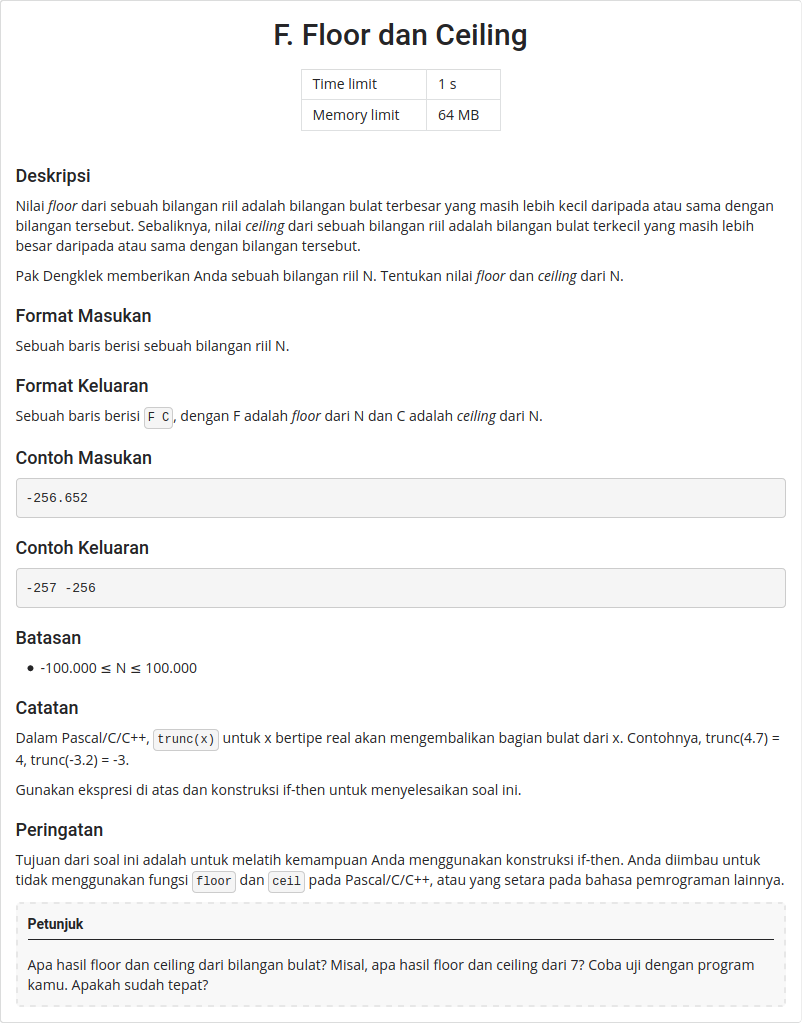 F. Floor dan Ceiling
Time limit 1 s
Memory limit 64 MB
Deskripsi
Nilai floor dari sebuah bilangan riil adalah bilangan bulat terbesar yang masih lebih kecil daripada atau sama dengan
bilangan tersebut. Sebaliknya, nilai ceiling dari sebuah bilangan riil adalah bilangan bulat terkecil yang masih lebih
besar daripada atau sama dengan bilangan tersebut.
Pak Dengklek memberikan Anda sebuah bilangan riil N. Tentukan nilai floor dan ceiling dari N.
Format Masukan
Sebuah baris berisi sebuah bilangan riil N.
Format Keluaran
Sebuah baris berisi F C, dengan F adalah floor dari N dan C adalah ceiling dari N.
Contoh Masukan
-256.652
Contoh Keluaran
-257 -256
Batasan
• -100.000 ≤ N ≤ 100.000
Catatan
Dalam Pascal/C/C++, trunc(x) untuk x bertipe real akan mengembalikan bagian bulat dari x. Contohnya, trunc(4.7) =
4, trunc(-3.2) = -3.
Gunakan ekspresi di atas dan konstruksi if-then untuk menyelesaikan soal ini.
Peringatan
Tujuan dari soal ini adalah untuk melatih kemampuan Anda menggunakan konstruksi if-then. Anda diimbau untuk
tidak menggunakan fungsi floor dan ceil pada Pascal/C/C++, atau yang setara pada bahasa pemrograman lainnya.
Petunjuk
Apa hasil floor dan ceiling dari bilangan bulat? Misal, apa hasil floor dan ceiling dari 7? Coba uji dengan program
kamu. Apakah sudah tepat?